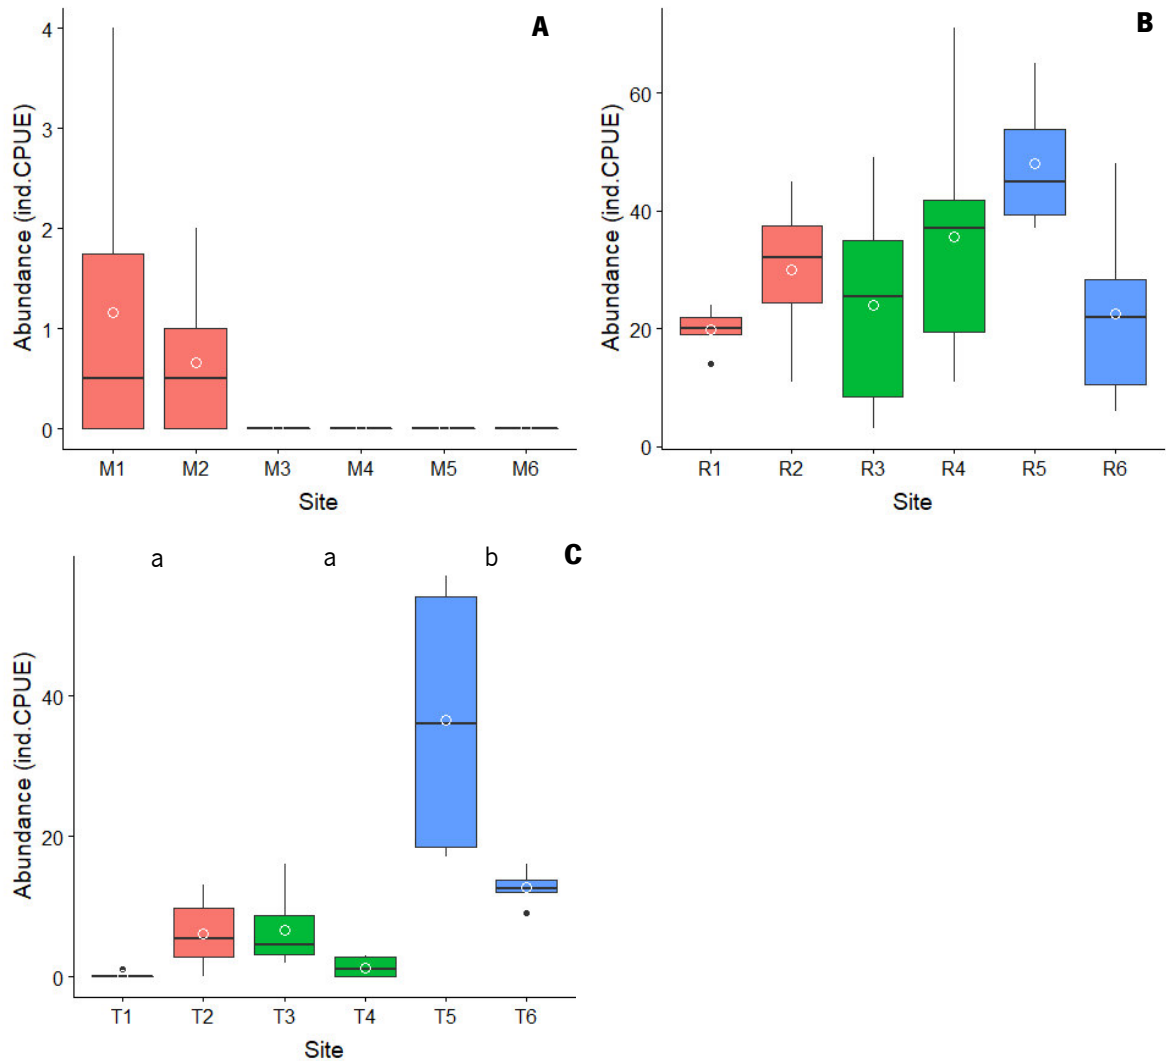 A
Abundance (ind.CPUE)
4
3
2
1
0
M1 M2 M3 M4 M5 M6
Site
B
Abundance (ind.CPUE)
60
40
20
0
R1 R2 R3 R4 R5 R6
Site
a a b C
Abundance (ind.CPUE)
40
20
0
T1 T2 T3 T4 T5 T6
Site